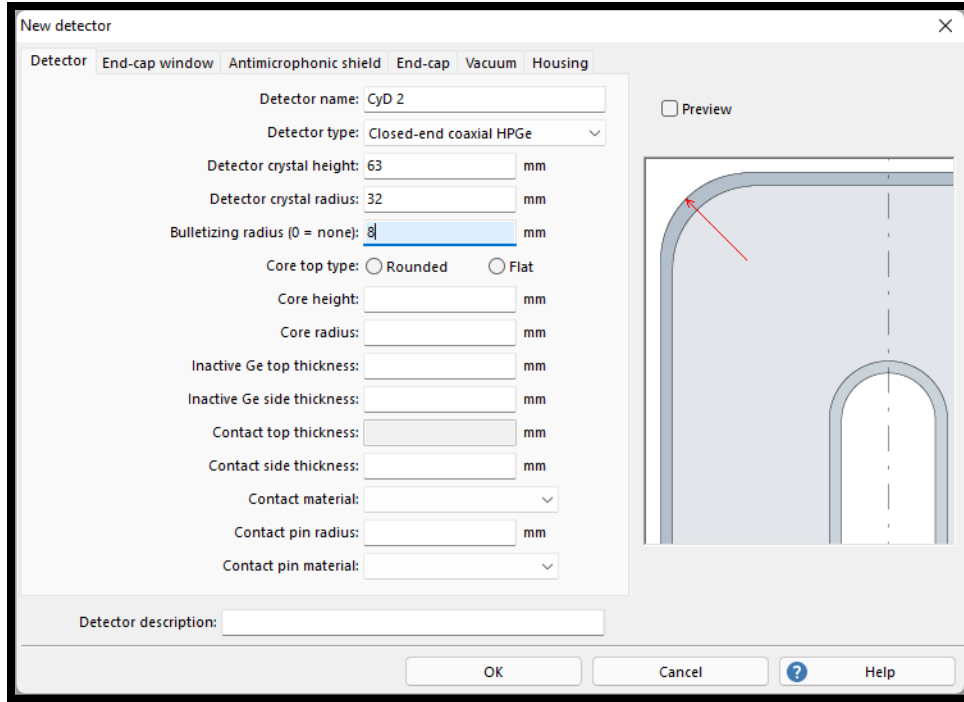 New detector
Detector End-cap window Antimicrophonic shield End-cap Vacuum Housing
Detector name: CyD 2
Preview
Detector type: Closed-end coaxial HPGe
Detector crystal height: 63 mm
Detector crystal radius: 32 mm
Bulletizing radius (0 = none): 8 mm
Core top type: Rounded Flat
Core height: mm
Core radius: mm
Inactive Ge top thickness: mm
Inactive Ge side thickness: mm
Contact top thickness: mm
Contact side thickness: mm
Contact material:
Contact pin radius: mm
Contact pin material:
Detector description:
OK Cancel ? Help